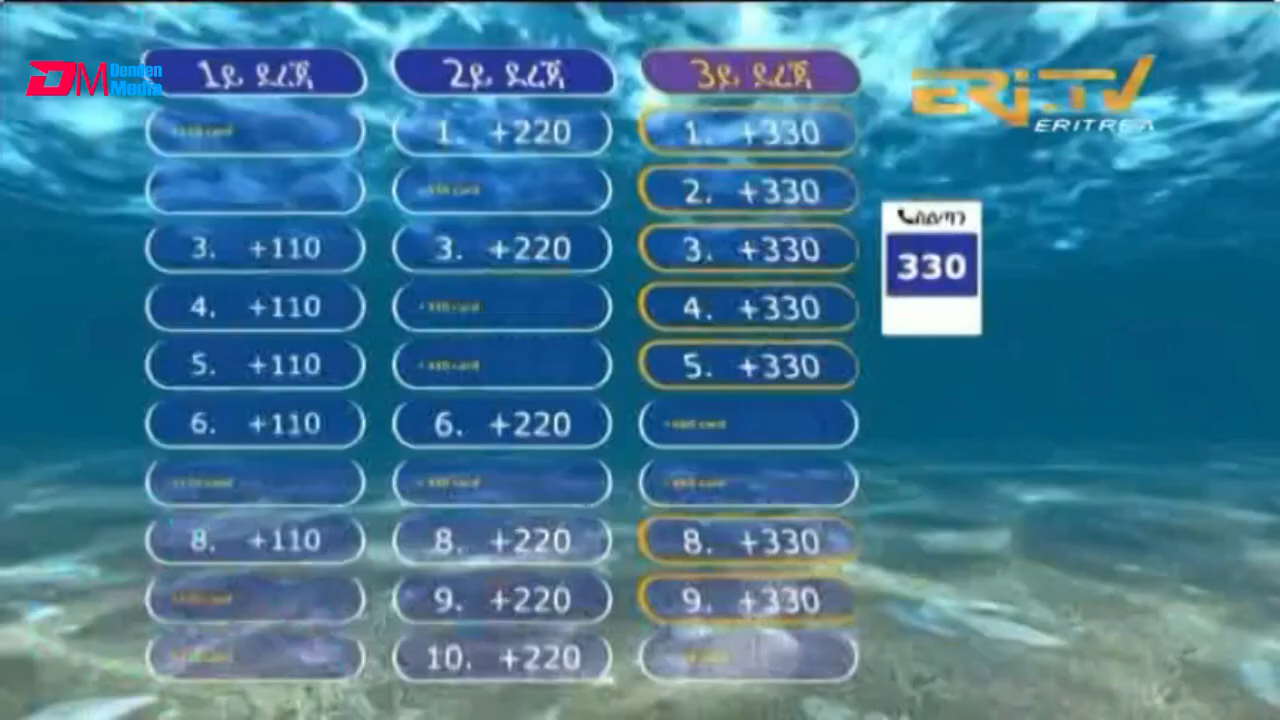 DM Denden Media
1ይ ደረጃ 2ይ ደረጃ 3ይ ደረጃ
ERi-TV
ERITREA
1. +220 1. +330
2. +330
3. +110 3. +220 3. +330
4. +110 4. +330
5. +110 5. +330
6. +110 6. +220
8. +110 8. +220 8. +330
9. +220 9. +330
10. +220
330